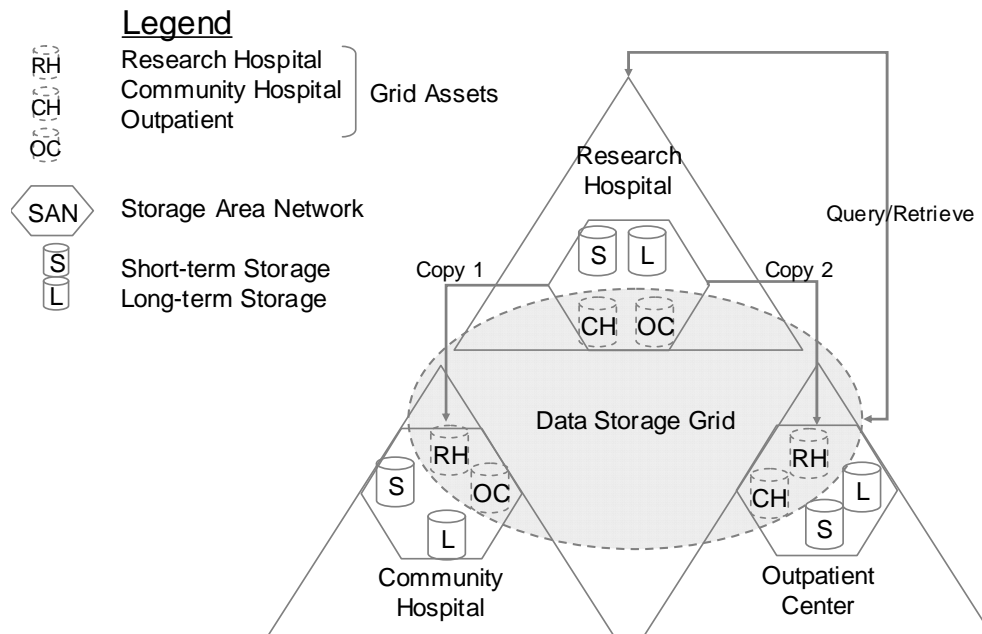 Legend
RH
Research Hospital
CH
Community Hospital
OC
Outpatient
Grid Assets
SAN
Storage Area Network
S
Short-term Storage
L
Long-term Storage
Research
Hospital
Query/Retrieve
S
L
Copy 1
Copy 2
CH
OC
Data Storage Grid
RH
S
OC
L
Community
Hospital
RH
CH
L
S
Outpatient
Center